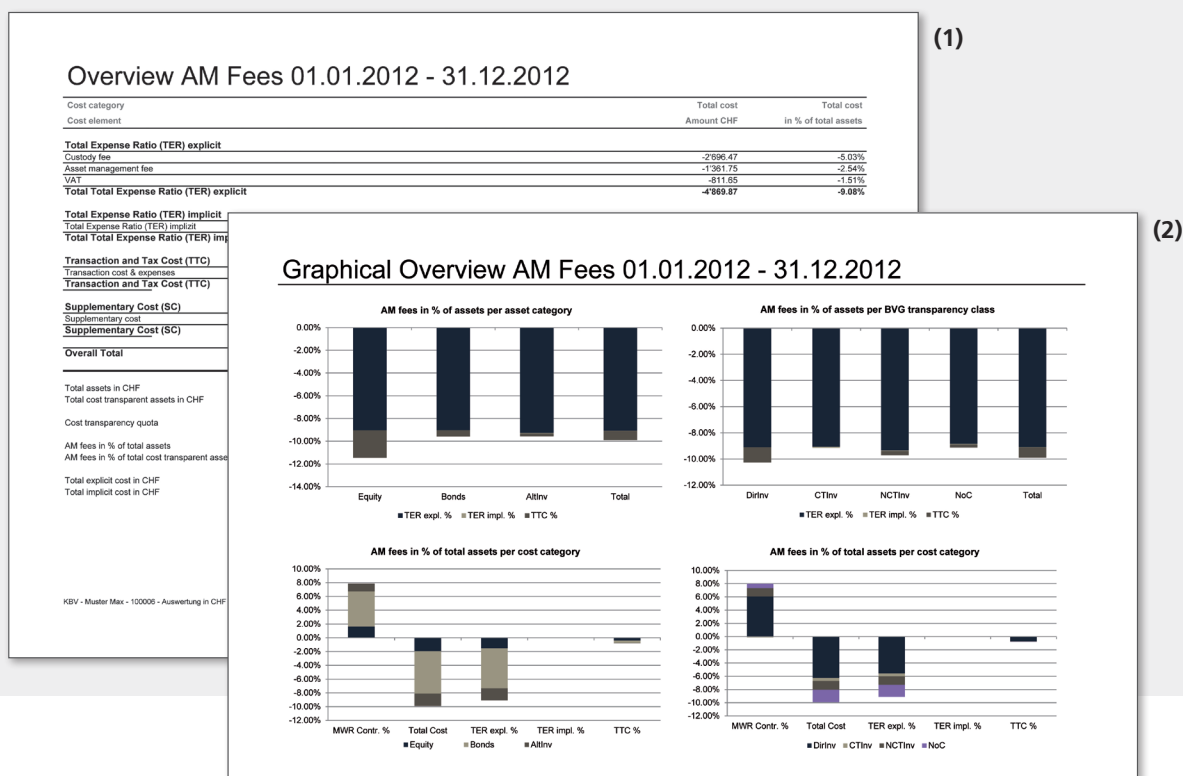 (1)
Overview AM Fees 01.01.2012 - 31.12.2012
Cost category Total cost Total cost
Cost element Amount CHF in % of total assets
Total Expense Ratio (TER) explicit
Custody fee -2'696.47 -5.03%
Asset management fee -1'361.75 -2.54%
VAT -811.65 -1.51%
Total Total Expense Ratio (TER) explicit -4'869.87 -9.08%
Total Expense Ratio (TER) implicit
Total Expense Ratio (TER) implizit
Total Total Expense Ratio (TER) imp
Transaction and Tax Cost (TTC)
Transaction cost & expenses
Transaction and Tax Cost (TTC)
Supplementary Cost (SC)
Supplementary cost
Supplementary Cost (SC)
Overall Total
Total assets in CHF
Total cost transparent assets in CHF
Cost transparency quota
AM fees in % of total assets
AM fees in % of total cost transparent asse
Total explicit cost in CHF
Total implicit cost in CHF
KBV - Muster Max - 100006 - Auswertung in CHF
(2)
Graphical Overview AM Fees 01.01.2012 - 31.12.2012
AM fees in % of assets per asset category
0.00%
-2.00%
-4.00%
-6.00%
-8.00%
-10.00%
-12.00%
-14.00%
Equity Bonds AltInv Total
TER expl. % TER impl. % TTC %
AM fees in % of assets per BVG transparency class
0.00%
-2.00%
-4.00%
-6.00%
-8.00%
-10.00%
-12.00%
DirInv CTInv NCTInv NoC Total
TER expl. % TER impl. % TTC %
AM fees in % of total assets per cost category
10.00%
8.00%
6.00%
4.00%
2.00%
0.00%
-2.00%
-4.00%
-6.00%
-8.00%
-10.00%
-12.00%
MWR Contr. % Total Cost TER expl. % TER impl. % TTC %
Equity Bonds AltInv
AM fees in % of total assets per cost category
10.00%
8.00%
6.00%
4.00%
2.00%
0.00%
-2.00%
-4.00%
-6.00%
-8.00%
-10.00%
-12.00%
MWR Contr. % Total Cost TER expl. % TER impl. % TTC %
DirInv CTInv NCTInv NoC